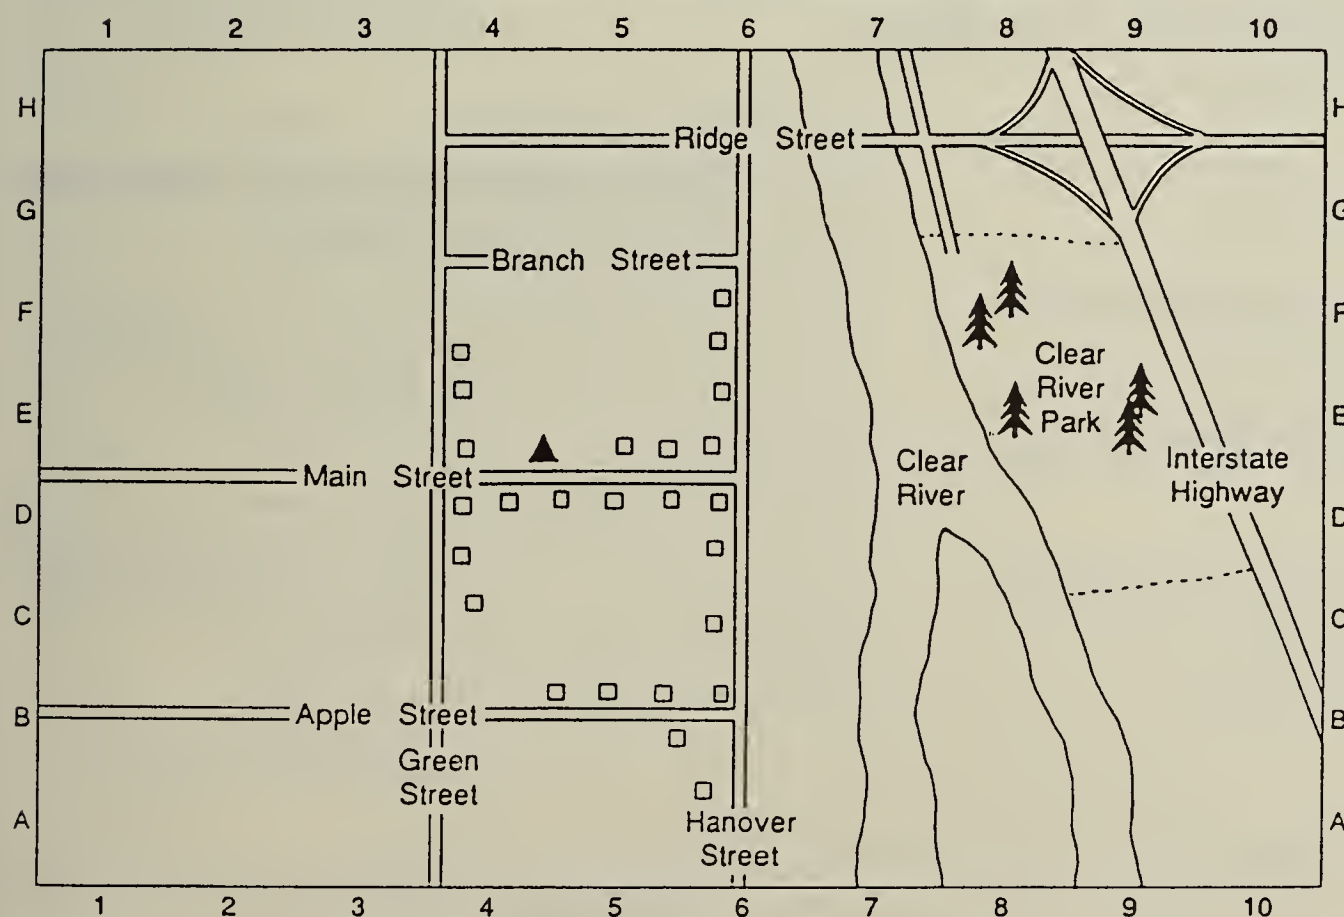 1 2 3 4 5 6 7 8 9 10
H H
Ridge Street
G G
Branch Street
F F
Clear
River
Park
E E
Main Street
Clear
River
Interstate
Highway
D D
C C
Apple Street
B B
Green
Street
A A
Hanover
Street
1 2 3 4 5 6 7 8 9 10